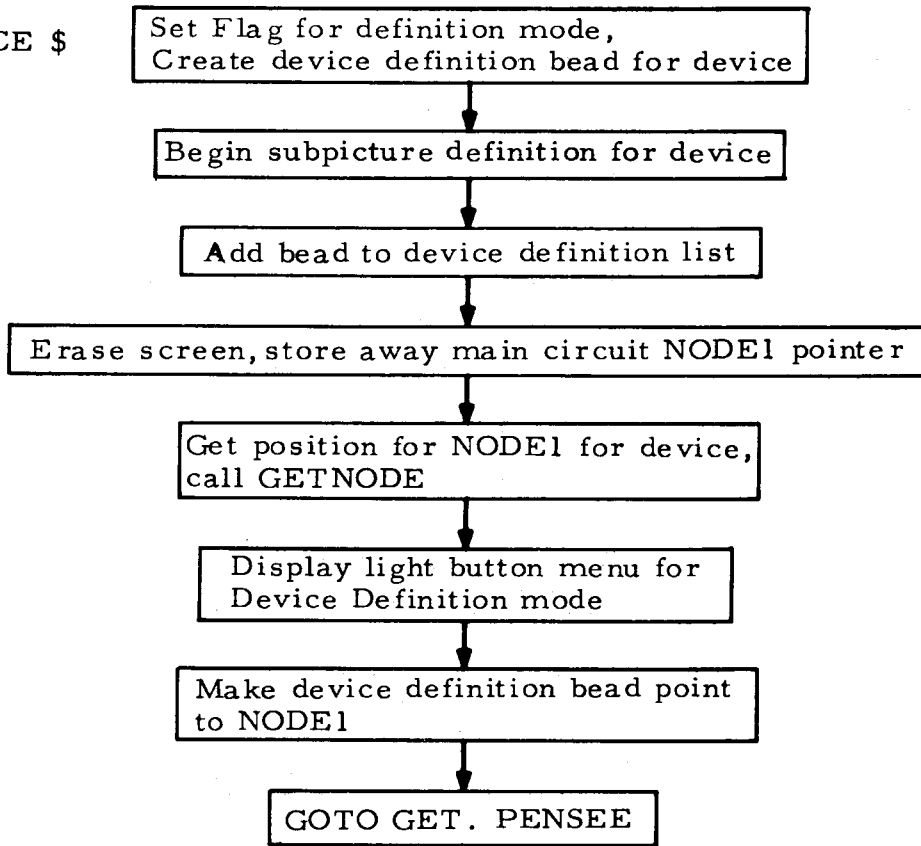 CE $
Set Flag for definition mode,
Create device definition bead for device
Begin subpicture definition for device
Add bead to device definition list
Erase screen, store away main circuit NODE1 pointer
Get position for NODE1 for device,
call GETNODE
Display light button menu for
Device Definition mode
Make device definition bead point
to NODE1
GOTO GET. PENSEE